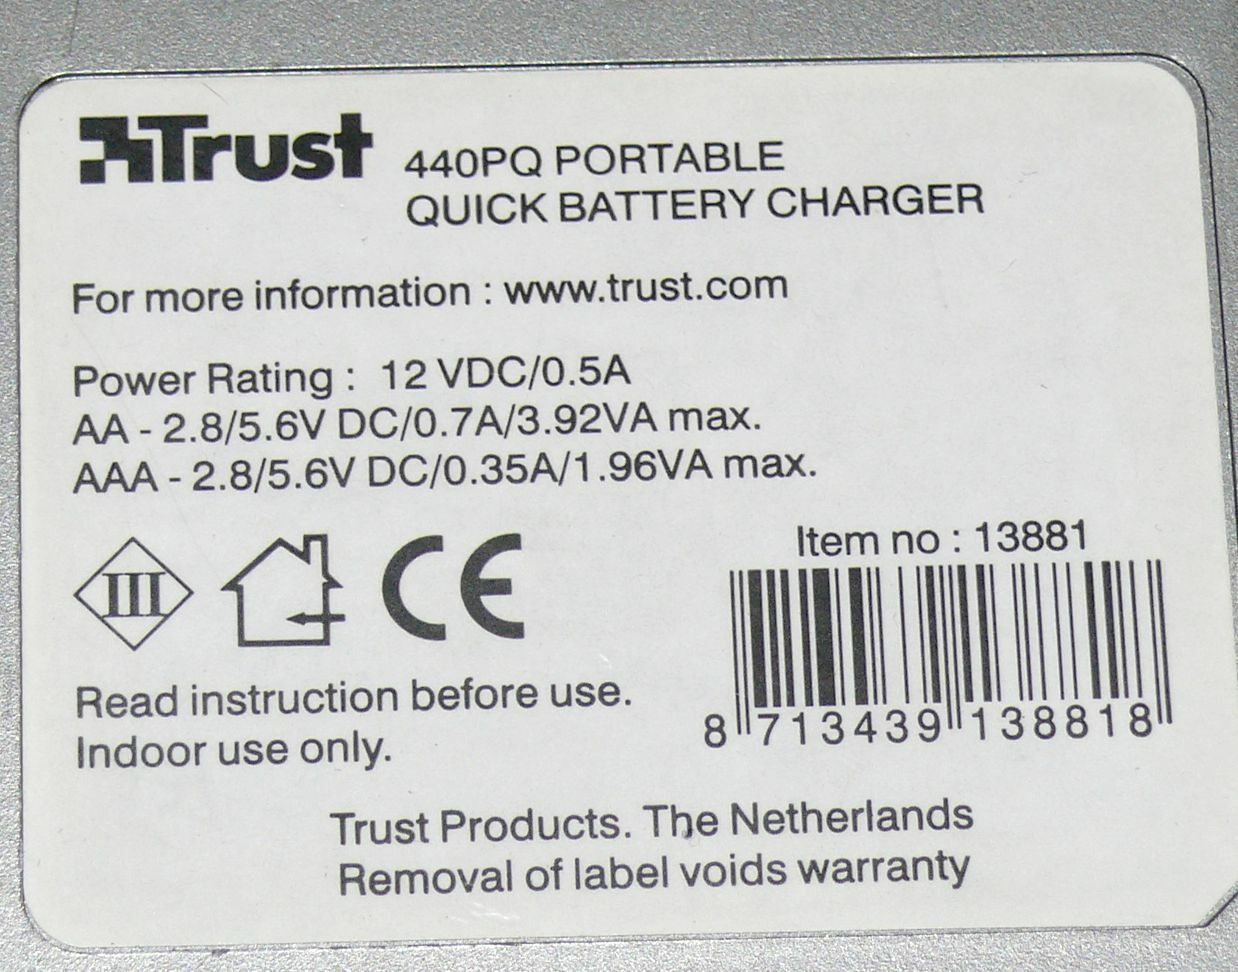 Trust
440PQ PORTABLE
QUICK BATTERY CHARGER
For more information : www.trust.com
Power Rating : 12 VDC/0.5A
AA - 2.8/5.6V DC/0.7A/3.92VA max.
AAA - 2.8/5.6V DC/0.35A/1.96VA max.
III
CE
Item no : 13881
8 713439 138818
Read instruction before use.
Indoor use only.
Trust Products. The Netherlands
Removal of label voids warranty